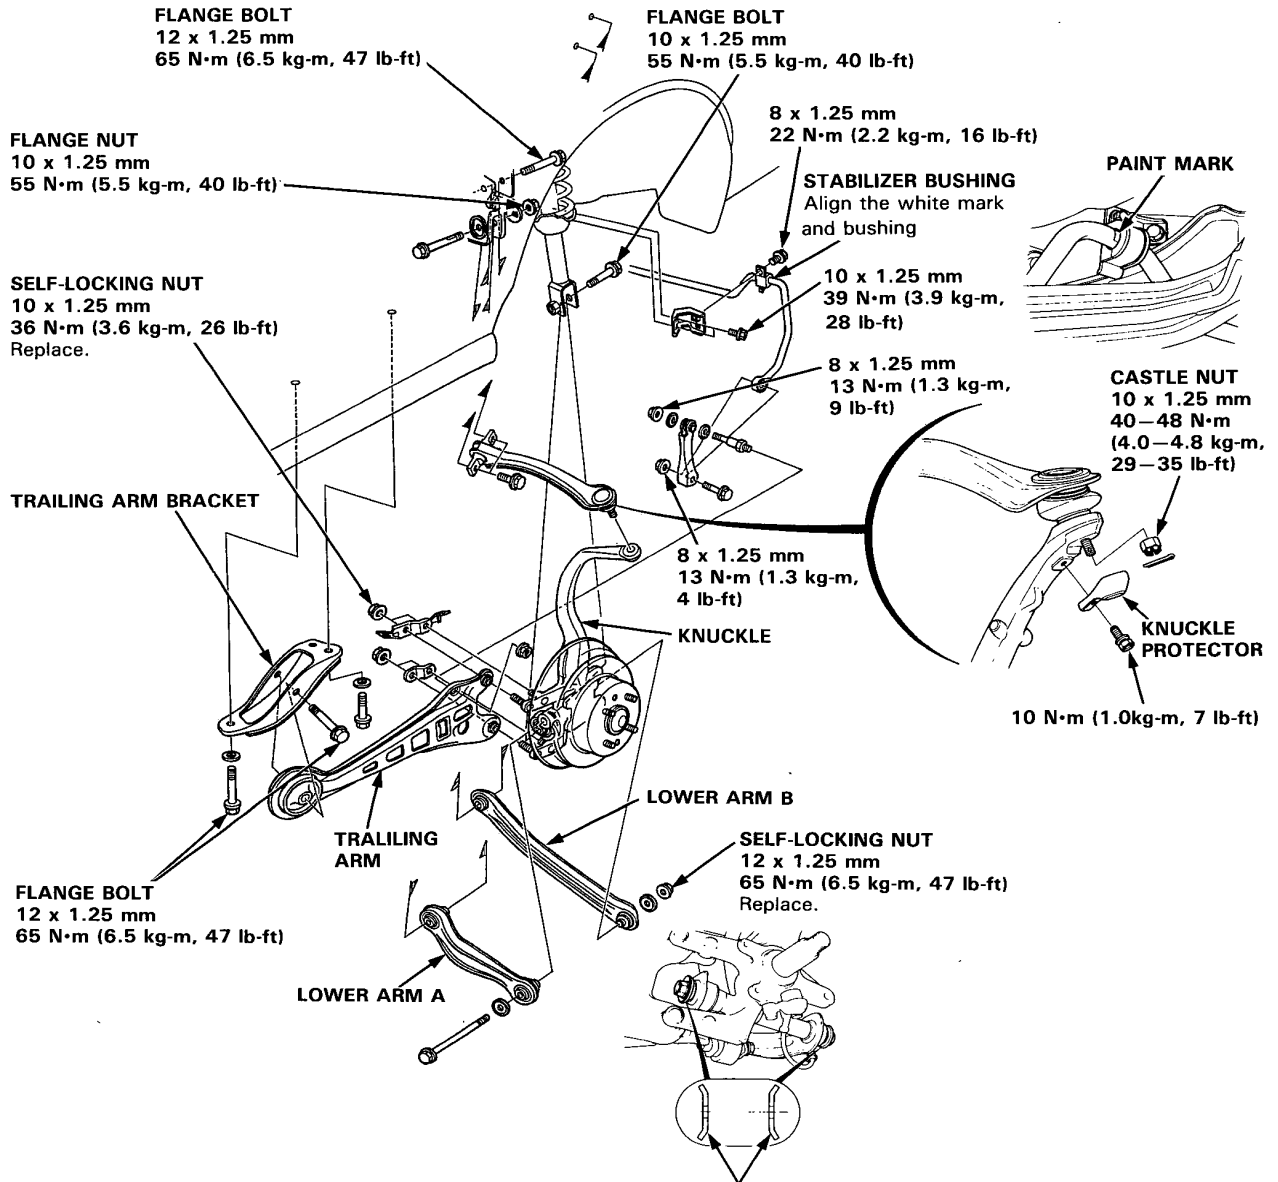 FLANGE BOLT
12 x 1.25 mm
65 N•m (6.5 kg-m, 47 lb-ft)
FLANGE BOLT
10 x 1.25 mm
55 N•m (5.5 kg-m, 40 lb-ft)
8 x 1.25 mm
22 N•m (2.2 kg-m, 16 lb-ft)
FLANGE NUT
10 x 1.25 mm
55 N•m (5.5 kg-m, 40 lb-ft)
STABILIZER BUSHING
Align the white mark
and bushing
PAINT MARK
SELF-LOCKING NUT
10 x 1.25 mm
36 N•m (3.6 kg-m, 26 lb-ft)
Replace.
10 x 1.25 mm
39 N•m (3.9 kg-m,
28 lb-ft)
8 x 1.25 mm
13 N•m (1.3 kg-m,
9 lb-ft)
CASTLE NUT
10 x 1.25 mm
40—48 N•m
(4.0—4.8 kg-m,
29—35 lb-ft)
TRAILING ARM BRACKET
8 x 1.25 mm
13 N•m (1.3 kg-m,
4 lb-ft)
KNUCKLE
KNUCKLE
PROTECTOR
10 N•m (1.0kg-m, 7 lb-ft)
LOWER ARM B
TRALILING
ARM
SELF-LOCKING NUT
12 x 1.25 mm
65 N•m (6.5 kg-m, 47 lb-ft)
Replace.
FLANGE BOLT
12 x 1.25 mm
65 N•m (6.5 kg-m, 47 lb-ft)
LOWER ARM A